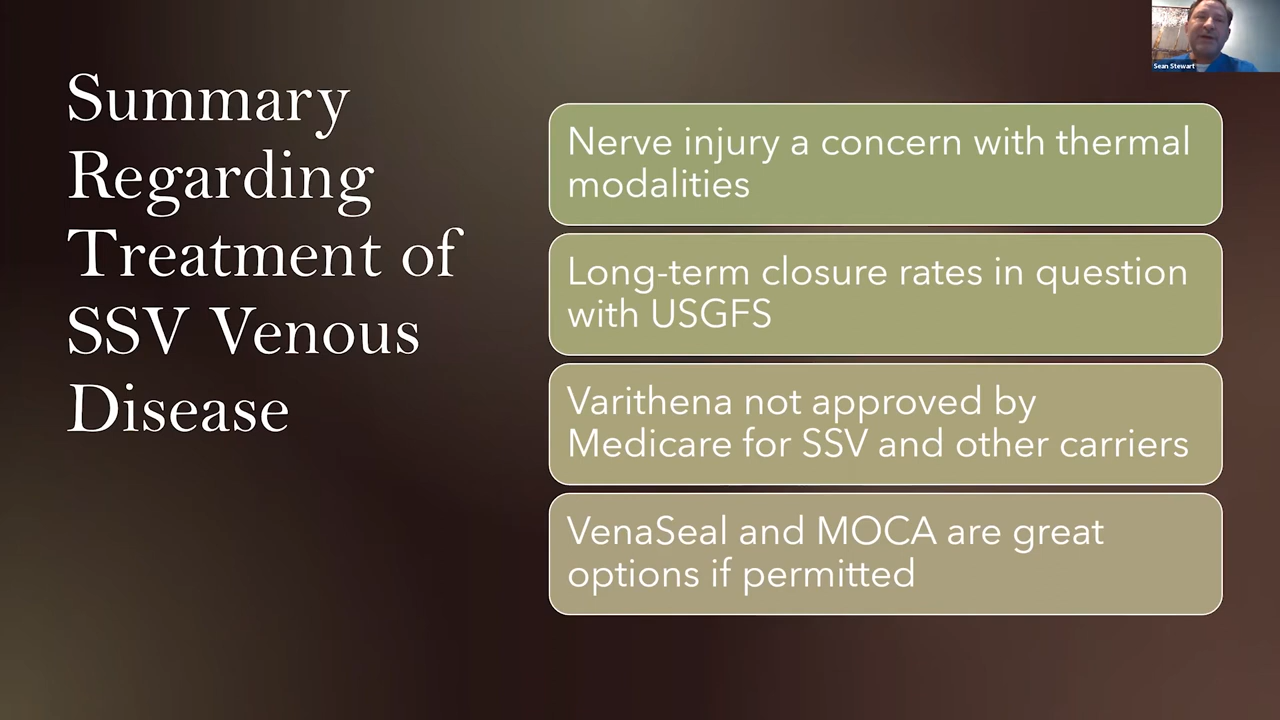 Summary
Regarding
Treatment of
SSV Venous
Disease
Nerve injury a concern with thermal
modalities
Long-term closure rates in question
with USGFS
Varithena not approved by
Medicare for SSV and other carriers
VenaSeal and MOCA are great
options if permitted
Sean Stewart